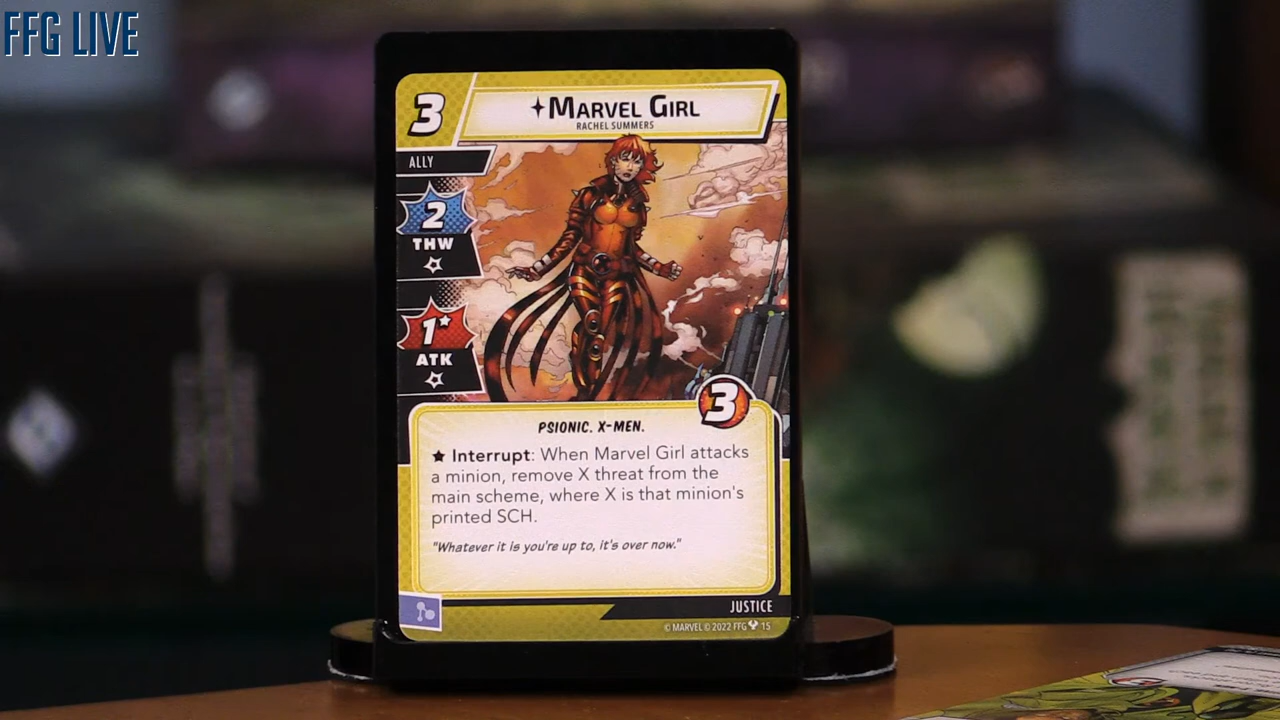 FFG LIVE
3
MARVEL GIRL
RACHEL SUMMERS
ALLY
2
THW
1
ATK
3
PSIONIC. X-MEN.
★ Interrupt: When Marvel Girl attacks
a minion, remove X threat from the
main scheme, where X is that minion's
printed SCH.
"Whatever it is you're up to, it's over now."
JUSTICE
© MARVEL © 2022 FFG 15